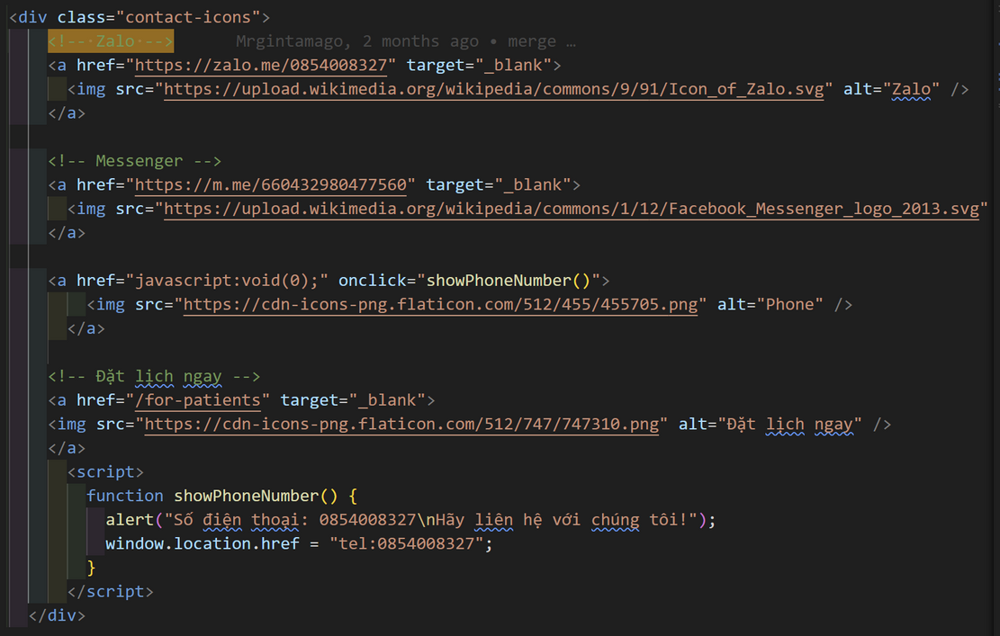 <div class="contact-icons">
<!-- Zalo --> Mrgintamago, 2 months ago • merge …
<a href="https://zalo.me/0854008327" target="_blank">
<img src="https://upload.wikimedia.org/wikipedia/commons/9/91/Icon_of_Zalo.svg" alt="Zalo" />
</a>
<!-- Messenger -->
<a href="https://m.me/660432980477560" target="_blank">
<img src="https://upload.wikimedia.org/wikipedia/commons/1/12/Facebook_Messenger_logo_2013.svg"
</a>
<a href="javascript:void(0);" onclick="showPhoneNumber()">
<img src="https://cdn-icons-png.flaticon.com/512/455/455705.png" alt="Phone" />
</a>
<!-- Đặt lịch ngay -->
<a href="/for-patients" target="_blank">
<img src="https://cdn-icons-png.flaticon.com/512/747/747310.png" alt="Đặt lịch ngay" />
</a>
<script>
function showPhoneNumber() {
alert("Số điện thoại: 0854008327\nHãy liên hệ với chúng tôi!");
window.location.href = "tel:0854008327";
}
</script>
</div>